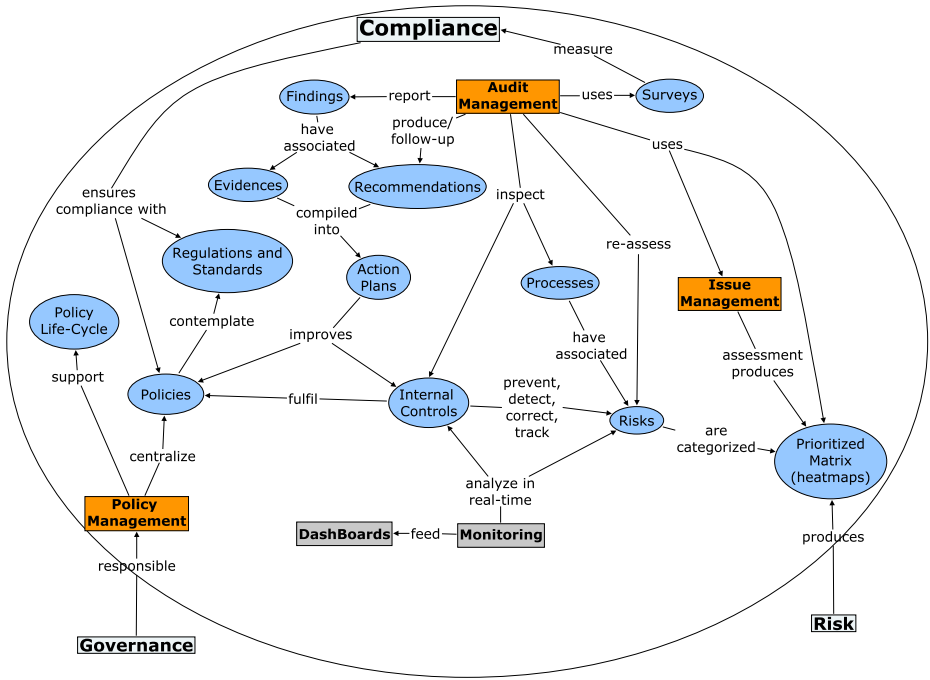 Compliance
measure
Findings
report
Audit
Management
uses
Surveys
have
associated
produce/
follow-up
uses
Evidences
Recommendations
inspect
ensures
compliance with
compiled
into
re-assess
Regulations and
Standards
Action
Plans
Processes
Issue
Management
Policy
Life-Cycle
contemplate
improves
have
associated
assessment
produces
support
Policies
fulfil
Internal
Controls
prevent,
detect,
correct,
track
Risks
are
categorized
Prioritized
Matrix
(heatmaps)
centralize
analyze in
real-time
Policy
Management
DashBoards
feed
Monitoring
produces
responsible
Risk
Governance